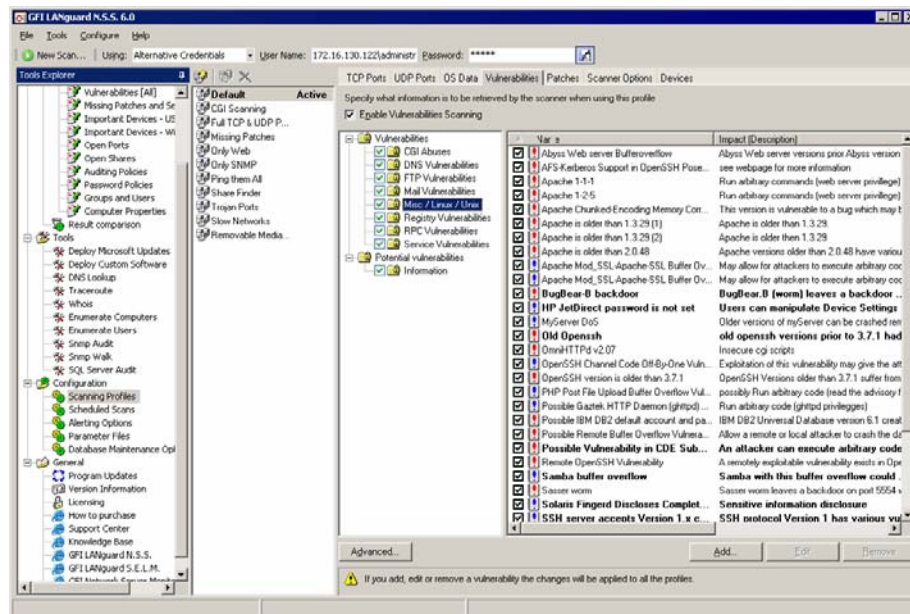 GFI LANguard N.S.S. 6.0
File Tools Configure Help
New Scan... Using: Alternative Credentials User Name: 172.16.130.122\administr Password: *****
Tools Explorer
Vulnerabilities [All]
Missing Patches and Se
Important Devices - US
Important Devices - Wi
Open Ports
Open Shares
Auditing Policies
Password Policies
Groups and Users
Computer Properties
Result comparison
Tools
Deploy Microsoft Updates
Deploy Custom Software
DNS Lookup
Traceroute
Whois
Enumerate Computers
Enumerate Users
Snmp Audit
Snmp Walk
SQL Server Audit
Configuration
Scanning Profiles
Scheduled Scans
Alerting Options
Parameter Files
Database Maintenance Opl
General
Program Updates
Version Information
Licensing
How to purchase
Support Center
Knowledge Base
GFI LANguard N.S.S.
GFI LANguard S.E.L.M.
GFI Network Server Monitor
Default Active
CGI Scanning
Full TCP & UDP P...
Missing Patches
Only Web
Only SNMP
Ping them All
Share Finder
Trojan Ports
Slow Networks
Removable Media...
TCP Ports UDP Ports OS Data Vulnerabilities Patches Scanner Options Devices
Specify what information is to be retrieved by the scanner when using this profile
Enable Vulnerabilities Scanning
Vulnerabilities
CGI Abuses
DNS Vulnerabilities
FTP Vulnerabilities
Mail Vulnerabilities
Misc / Linux / Unix
Registry Vulnerabilities
RPC Vulnerabilities
Service Vulnerabilities
Potential vulnerabilities
Information
Impact (Description)
Abyss Web server Bufferoverflow Abyss Web server versions prior Abyss version
AFS-Kerberos Support in OpenSSH Pose... see webpage for more information
Apache 1-1-1 Run arbitary commands (web server privilege)
Apache 1-2-5 Run arbitary commands (web server privilege)
Apache Chunked-Encoding Memory Corr... This version is vulnerable to a bug which may b
Apache is older than 1.3.29 (1) Apache is older then 1.3.29.
Apache is older than 1.3.29 (2) Apache is older then 1.3.29.
Apache is older than 2.0.48 Apache versions older than 2.0.48 have variou
Apache Mod_SSL-Apache-SSL Buffer Ov... May allow for attackers to execute arbitrary coc
Apache Mod_SSL-Apache-SSL Buffer Ov... May allow for attackers to execute arbitrary coc
BugBear-B backdoor BugBear.B (worm) leaves a backdoor ..
HP JetDirect password is not set Users can manipulate Device Settings
MyServer DoS Older versions of myServer can be crashed rem
Old Openssh old openssh versions prior to 3.7.1 had
OmniHTTPd v2.07 Insecure cgi scripts
OpenSSH Channel Code Off-By-One Vuln... Exploitation of this vulnerability may give the att
OpenSSH version is older than 3.7.1 OpenSSH Versions older than 3.7.1 suffer from
PHP Post File Upload Buffer Overflow Vul... possibly Run arbitary code (read the advisory f
Possible Gaztek HTTP Daemon (ghttpd) ... Run arbitary code (ghttpd privilegges)
Possible IBM DB2 default account and pa... IBM DB2 Universal Database version 6.1 creat
Possible Remote Buffer Overflow Vulnera... Allow a remote or local attacker to crash the da
Possible Vulnerability in CDE Sub... An attacker can execute arbitrary code
Remote OpenSSH Vulnerability A remotely exploitable vulnerability exists in Ope
Samba buffer overflow Samba with this buffer overflow could .
Sasser worm Sasser worm leaves a backdoor on port 5554
Solaris Fingerd Discloses Complet... Sensitive information disclosure
SSH server accepts Version 1.x c... SSH protocol Version 1 has various vu
Advanced... Add... Edit... Remove
If you add, edit or remove a vulnerability the changes will be applied to all the profiles.